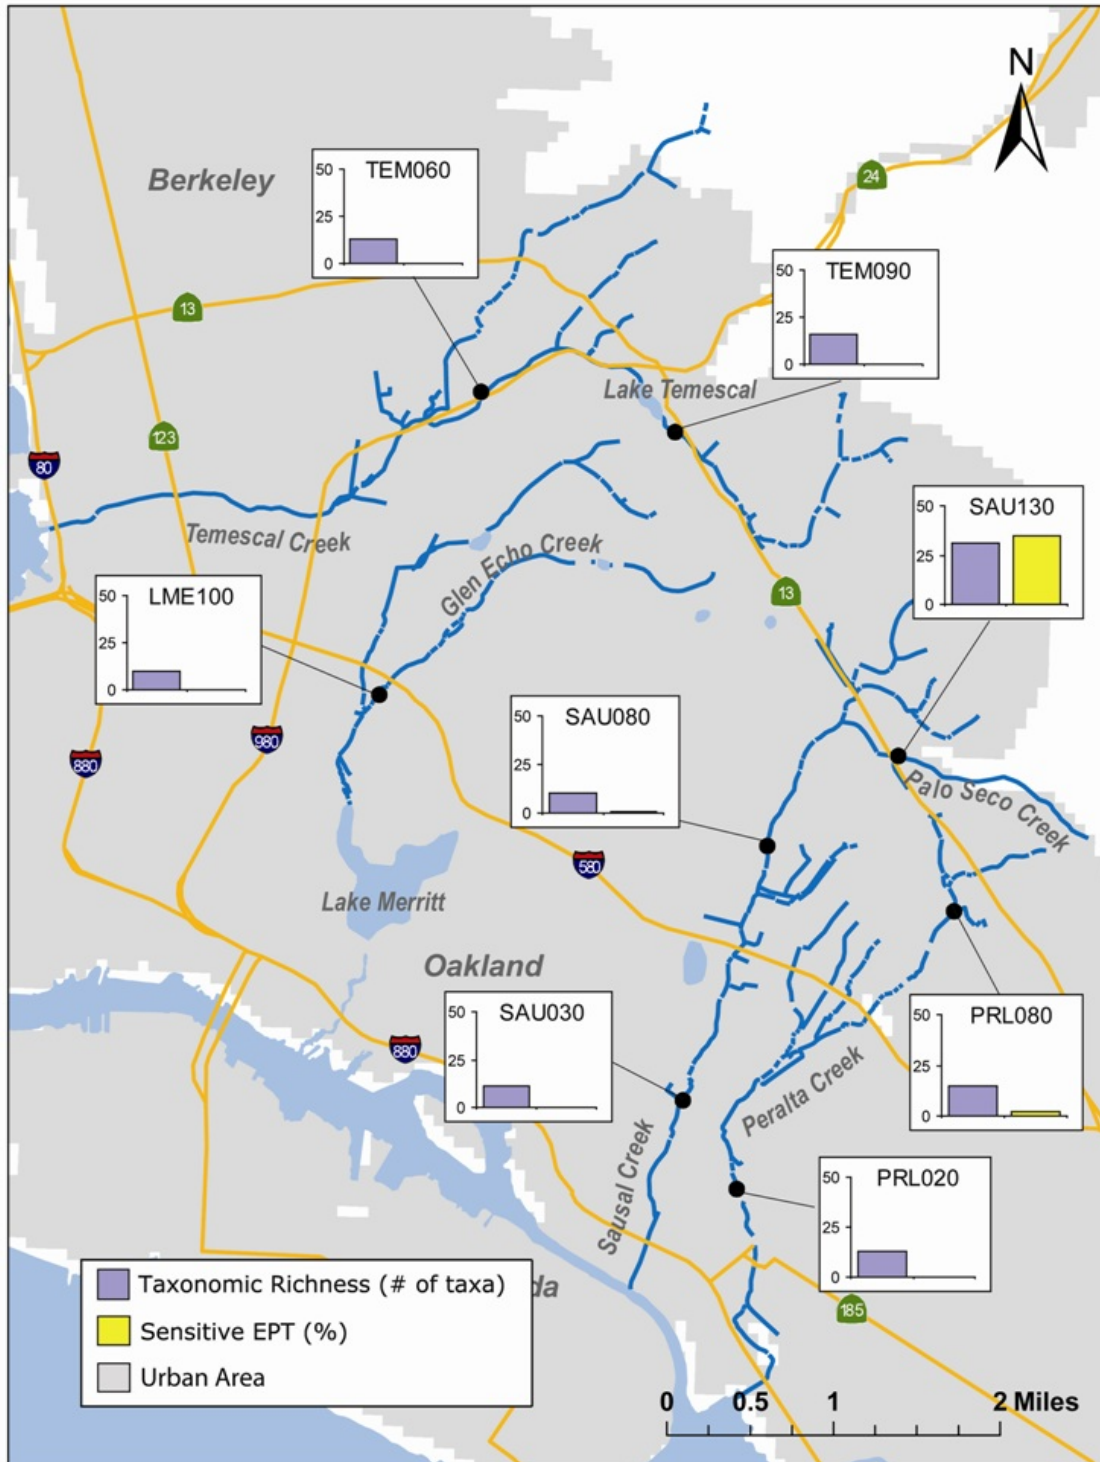 N
Berkeley
TEM060
50
25
0
24
TEM090
50
25
0
13
Lake Temescal
123
80
SAU130
50
25
0
Temescal Creek
Glen Echo Creek
LME100
50
25
0
13
SAU080
50
25
0
980
880
Palo Seco Creek
580
Lake Merritt
Oakland
SAU030
50
25
0
880
PRL080
50
25
0
Peralta Creek
Sausal Creek
PRL020
50
25
0
da
185
Taxonomic Richness (# of taxa)
Sensitive EPT (%)
Urban Area
0 0.5 1 2 Miles